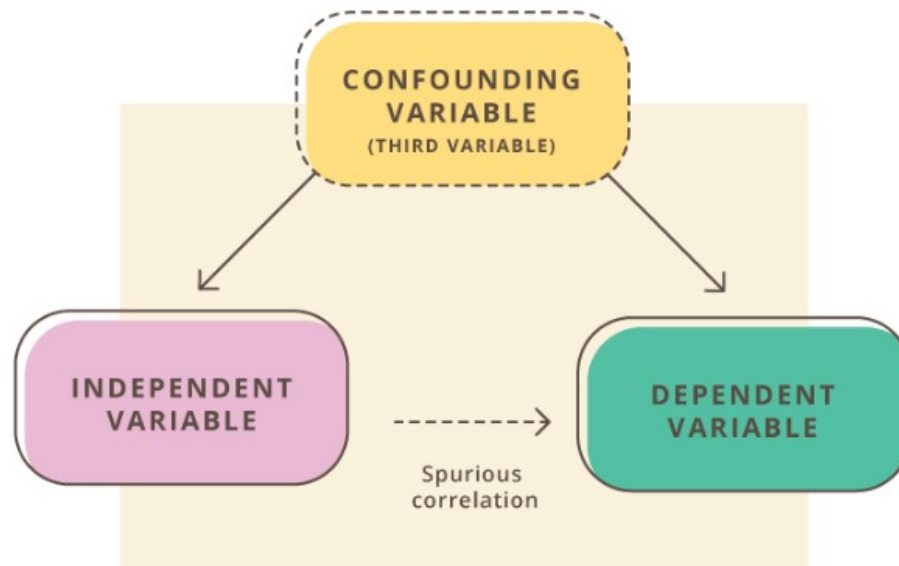 CONFOUNDING
VARIABLE
(THIRD VARIABLE)
INDEPENDENT
VARIABLE
DEPENDENT
VARIABLE
Spurious
correlation